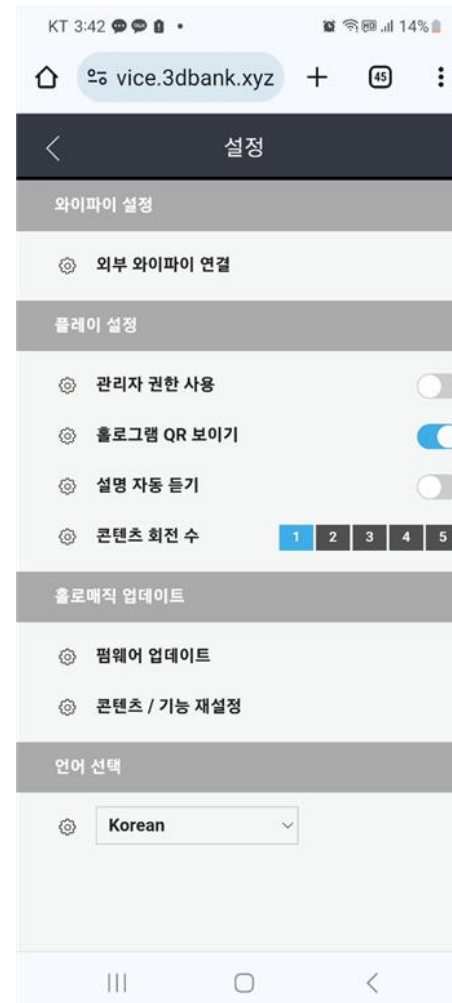 KT 3:42
14%
vice.3dbank.xyz
45
설정
와이파이 설정
외부 와이파이 연결
플레이 설정
관리자 권한 사용
홀로그램 QR 보이기
설명 자동 듣기
콘텐츠 회전 수 1 2 3 4 5
홀로매직 업데이트
펌웨어 업데이트
콘텐츠 / 기능 재설정
언어 선택
Korean